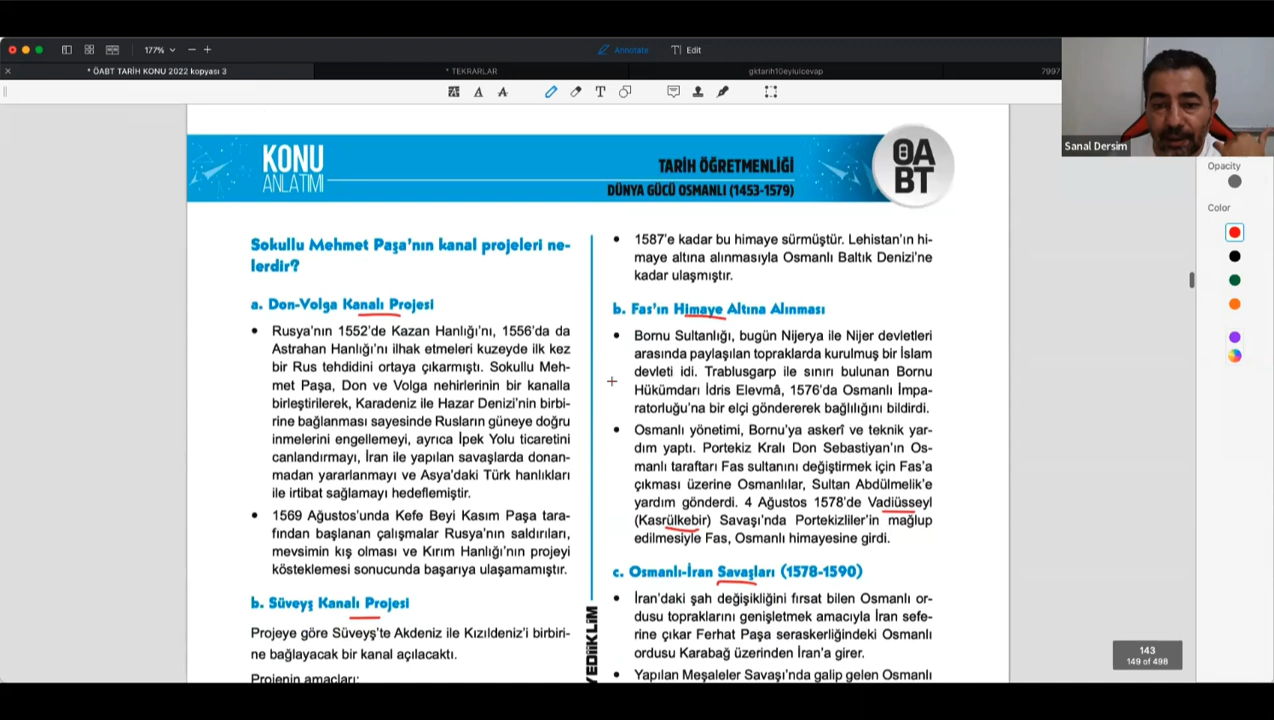 177%
Annotate
Edit
* ÖABT TARİH KONU 2022 kopyası 3
* TEKRARLAR
gktarih10eylulcevap
7997
A
A
T
Sanal Dersim
Opacity
Color
KONU
ANLATIMI
TARİH ÖĞRETMENLİĞİ
DÜNYA GÜCÜ OSMANLI (1453-1579)
ÖA
BT
Sokullu Mehmet Paşa'nın kanal projeleri ne-
lerdir?
a. Don-Volga Kanalı Projesi
• Rusya'nın 1552'de Kazan Hanlığı'nı, 1556'da da
Astrahan Hanlığı'nı ilhak etmeleri kuzeyde ilk kez
bir Rus tehdidini ortaya çıkarmıştı. Sokullu Meh-
met Paşa, Don ve Volga nehirlerinin bir kanalla
birleştirilerek, Karadeniz ile Hazar Denizi'nin birbi-
rine bağlanması sayesinde Rusların güneye doğru
inmelerini engellemeyi, ayrıca İpek Yolu ticaretini
canlandırmayı, İran ile yapılan savaşlarda donan-
madan yararlanmayı ve Asya'daki Türk hanlıkları
ile irtibat sağlamayı hedeflemiştir.
• 1569 Ağustos'unda Kefe Beyi Kasım Paşa tara-
fından başlanan çalışmalar Rusya'nın saldırıları,
mevsimin kış olması ve Kırım Hanlığı'nın projeyi
kösteklemesi sonucunda başarıya ulaşamamıştır.
b. Süveyş Kanalı Projesi
Projeye göre Süveyş'te Akdeniz ile Kızıldeniz'i birbiri-
ne bağlayacak bir kanal açılacaktı.
Projenin amaçları:
YEDİİKLİM
• 1587'e kadar bu himaye sürmüştür. Lehistan'ın hi-
maye altına alınmasıyla Osmanlı Baltık Denizi'ne
kadar ulaşmıştır.
b. Fas'ın Himaye Altına Alınması
• Bornu Sultanlığı, bugün Nijerya ile Nijer devletleri
arasında paylaşılan topraklarda kurulmuş bir İslam
devleti idi. Trablusgarp ile sınırı bulunan Bornu
Hükümdarı İdris Elevmâ, 1576'da Osmanlı İmpa-
ratorluğu'na bir elçi göndererek bağlılığını bildirdi.
• Osmanlı yönetimi, Bornu'ya askerî ve teknik yar-
dım yaptı. Portekiz Kralı Don Sebastiyan'ın Os-
manlı taraftarı Fas sultanını değiştirmek için Fas'a
çıkması üzerine Osmanlılar, Sultan Abdülmelik'e
yardım gönderdi. 4 Ağustos 1578'de Vadiüsseyl
(Kasrülkebir) Savaşı'nda Portekizliler'in mağlup
edilmesiyle Fas, Osmanlı himayesine girdi.
c. Osmanlı-İran Savaşları (1578-1590)
• İran'daki şah değişikliğini fırsat bilen Osmanlı or-
dusu topraklarını genişletmek amacıyla İran sefe-
rine çıkar Ferhat Paşa seraskerliğindeki Osmanlı
ordusu Karabağ üzerinden İran'a girer.
• Yapılan Meşaleler Savaşı'nda galip gelen Osmanlı
143
149 of 498